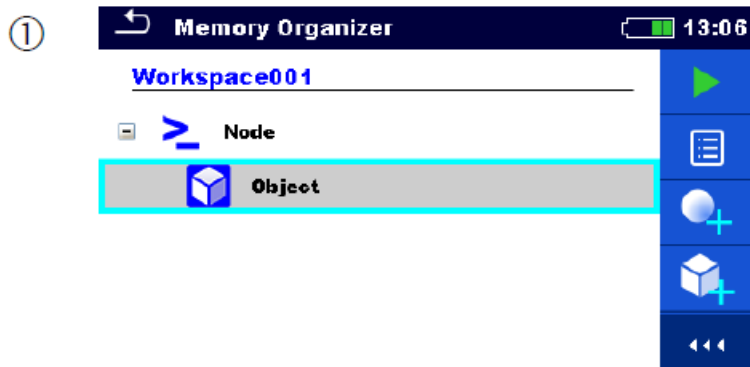 ①
Memory Organizer 13:06
Workspace001
Node
Object